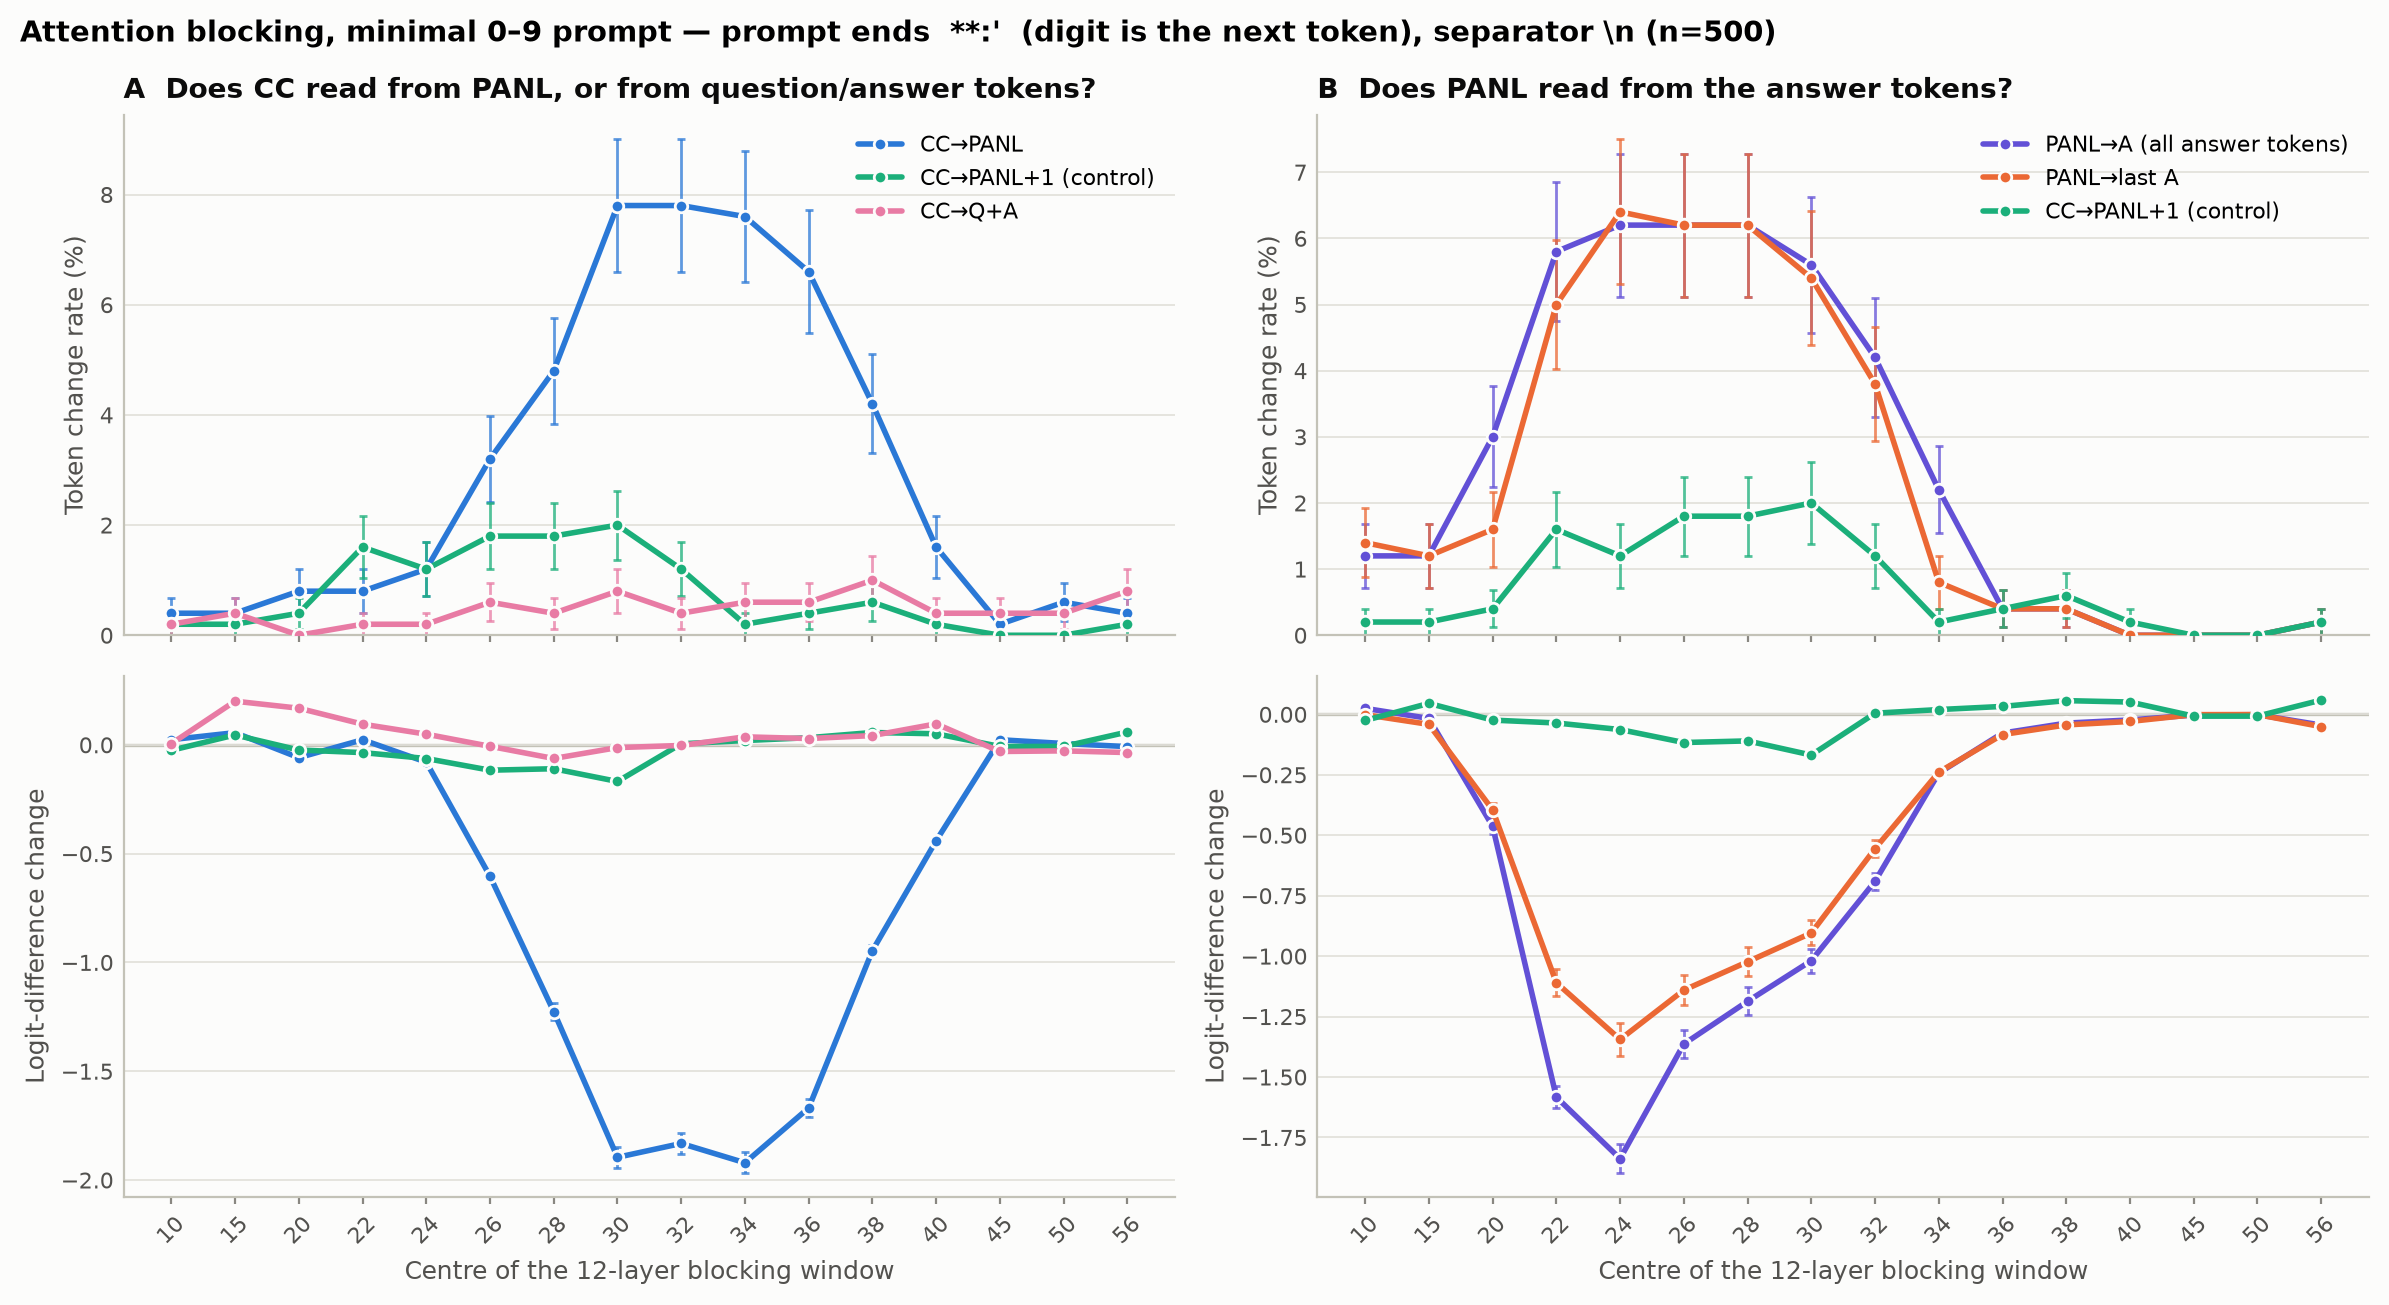 Attention blocking, minimal 0–9 prompt — prompt ends  **:'  (digit is the next token), separator \n (n=500)
A  Does CC read from PANL, or from question/answer tokens?
CC→PANL
CC→PANL+1 (control)
CC→Q+A
Token change rate (%)
8
6
4
2
0
B  Does PANL read from the answer tokens?
PANL→A (all answer tokens)
PANL→last A
CC→PANL+1 (control)
Token change rate (%)
7
6
5
4
3
2
1
0
Logit-difference change
0.0
−0.5
−1.0
−1.5
−2.0
10 15 20 22 24 26 28 30 32 34 36 38 40 45 50 56
Centre of the 12-layer blocking window
Logit-difference change
0.00
−0.25
−0.50
−0.75
−1.00
−1.25
−1.50
−1.75
10 15 20 22 24 26 28 30 32 34 36 38 40 45 50 56
Centre of the 12-layer blocking window